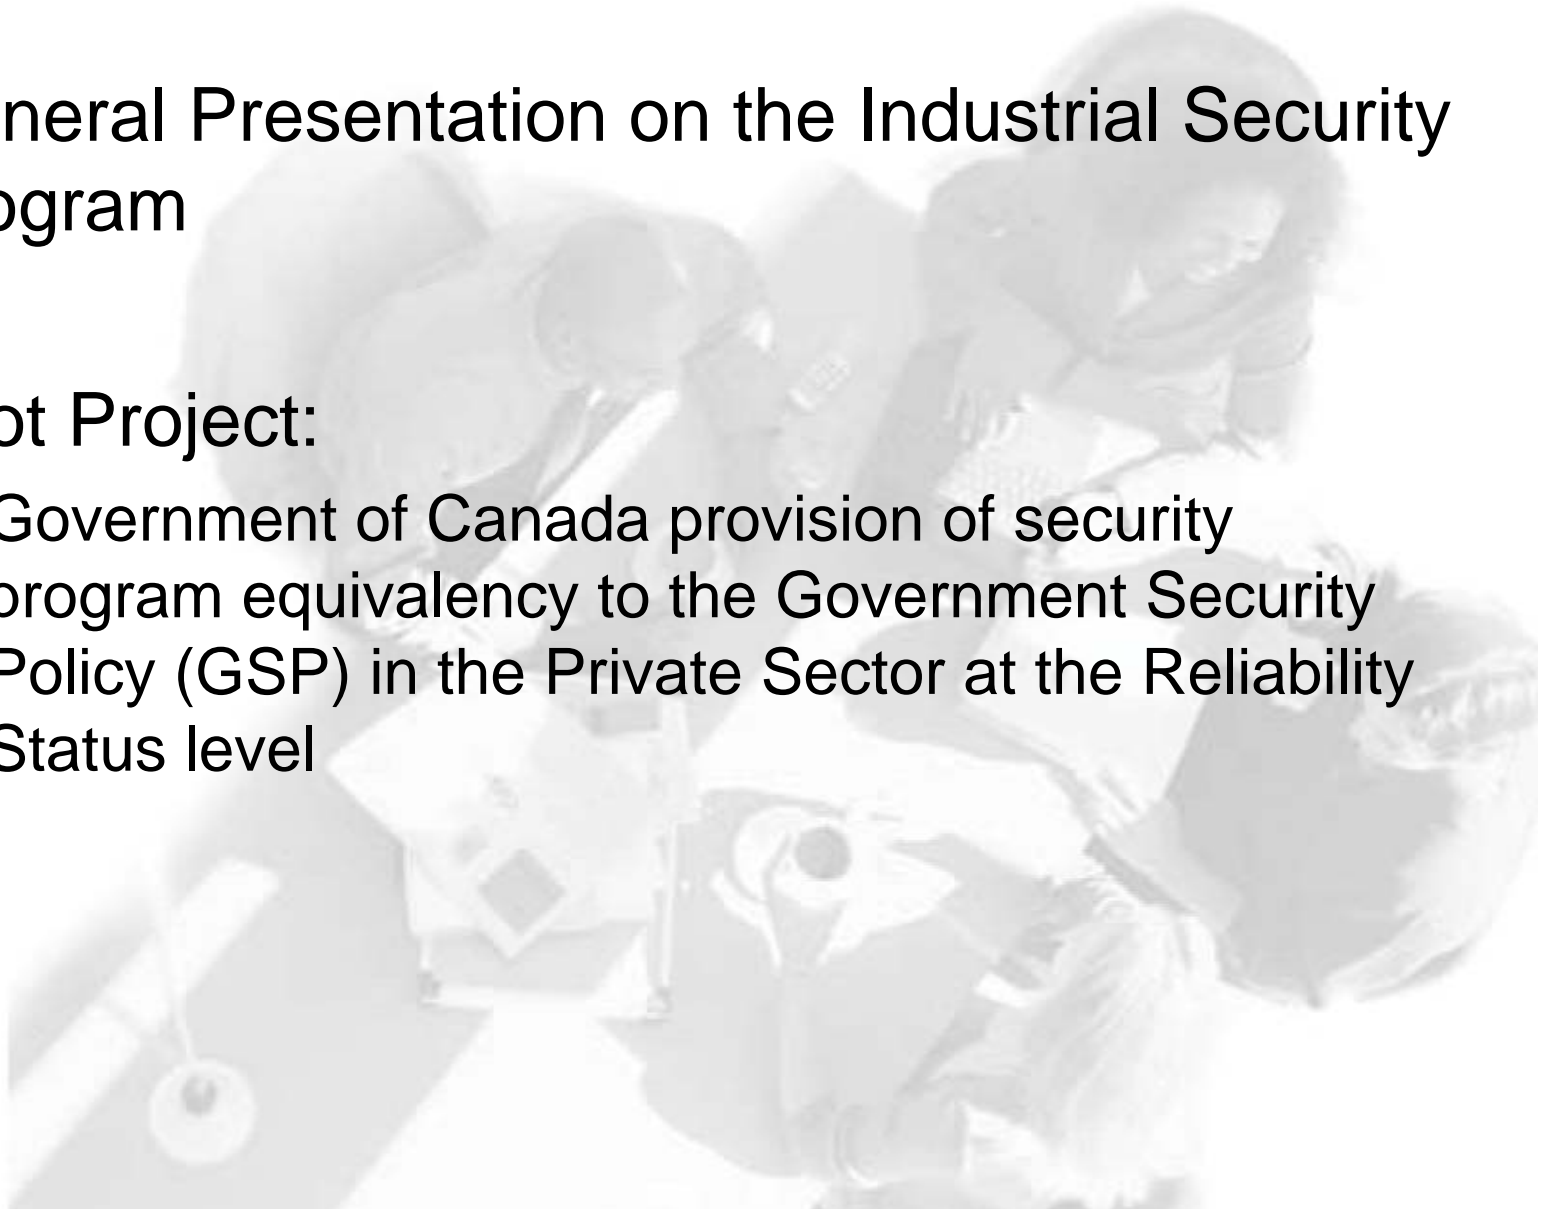 neral Presentation on the Industrial Security
ogram
ot Project:
Government of Canada provision of security
program equivalency to the Government Security
Policy (GSP) in the Private Sector at the Reliability
Status level